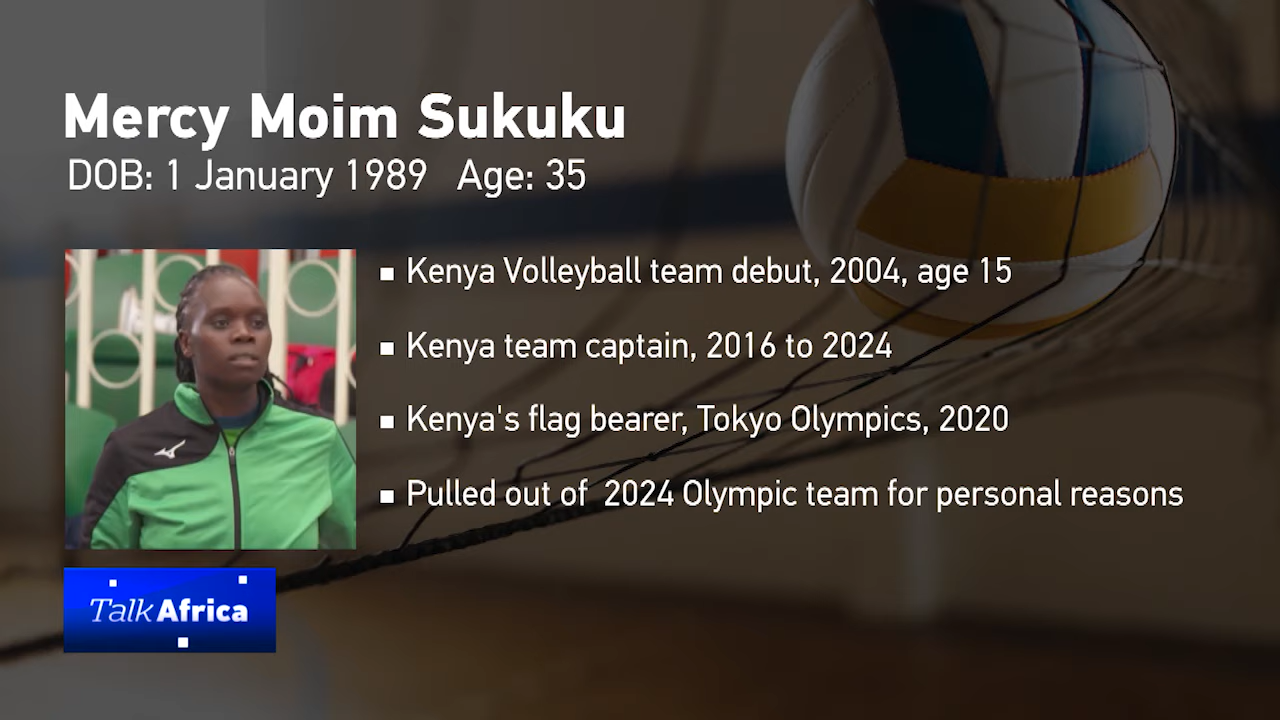 Mercy Moim Sukuku
DOB: 1 January 1989 Age: 35
Kenya Volleyball team debut, 2004, age 15
Kenya team captain, 2016 to 2024
Kenya's flag bearer, Tokyo Olympics, 2020
Pulled out of 2024 Olympic team for personal reasons
Talk Africa